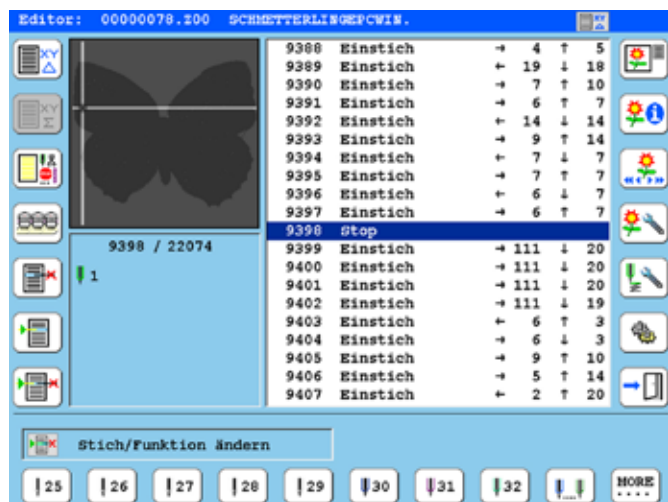 Editor: 00000078.Z00 SCHMETTERLINGEPCWIN.
XY
XY
XY
Σ
9388 Einstich → 4 ↑ 5
9389 Einstich ← 19 ↓ 18
9390 Einstich → 7 ↑ 10
9391 Einstich → 6 ↑ 7
9392 Einstich ← 14 ↓ 14
9393 Einstich → 9 ↑ 14
9394 Einstich ← 7 ↓ 7
9395 Einstich → 7 ↑ 7
9396 Einstich ← 6 ↓ 7
9397 Einstich → 6 ↑ 7
9398 Stop
9399 Einstich → 111 ↓ 20
9400 Einstich → 111 ↓ 20
9401 Einstich → 111 ↓ 20
9402 Einstich → 111 ↓ 19
9403 Einstich ← 6 ↑ 3
9404 Einstich → 6 ↓ 3
9405 Einstich → 9 ↑ 10
9406 Einstich → 5 ↑ 14
9407 Einstich ← 2 ↑ 20
9398 / 22074
1
Stich/Funktion ändern
25 26 27 28 29 30 31 32 MORE
....